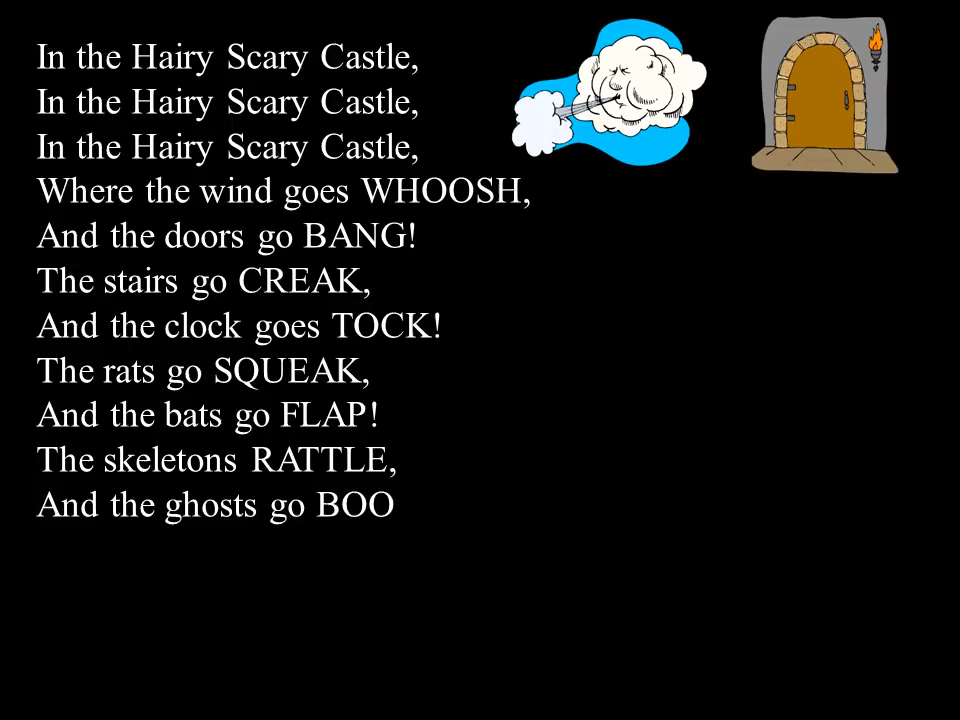 In the Hairy Scary Castle,
In the Hairy Scary Castle,
In the Hairy Scary Castle,
Where the wind goes WHOOSH,
And the doors go BANG!
The stairs go CREAK,
And the clock goes TOCK!
The rats go SQUEAK,
And the bats go FLAP!
The skeletons RATTLE,
And the ghosts go BOO